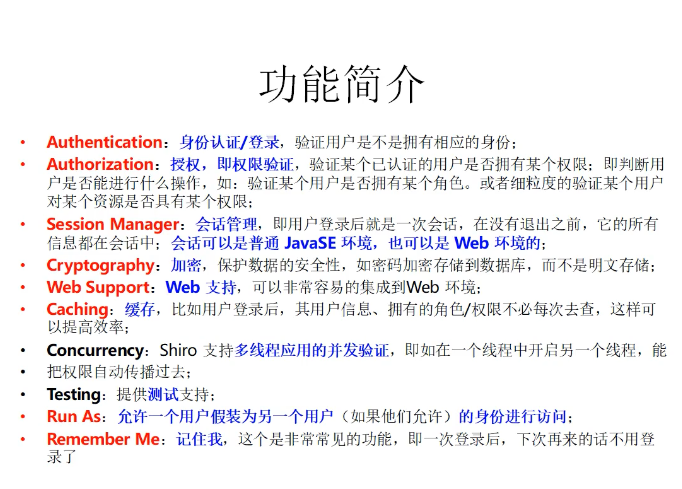 功能简介
• Authentication：身份认证/登录，验证用户是不是拥有相应的身份；
• Authorization：授权，即权限验证，验证某个已认证的用户是否拥有某个权限；即判断用
户是否能进行什么操作，如：验证某个用户是否拥有某个角色。或者细粒度的验证某个用户
对某个资源是否具有某个权限；
• Session Manager：会话管理，即用户登录后就是一次会话，在没有退出之前，它的所有
信息都在会话中；会话可以是普通 JavaSE 环境，也可以是 Web 环境的；
• Cryptography：加密，保护数据的安全性，如密码加密存储到数据库，而不是明文存储；
• Web Support：Web 支持，可以非常容易的集成到Web 环境；
• Caching：缓存，比如用户登录后，其用户信息、拥有的角色/权限不必每次去查，这样可
以提高效率；
• Concurrency：Shiro 支持多线程应用的并发验证，即如在一个线程中开启另一个线程，能
• 把权限自动传播过去；
• Testing：提供测试支持；
• Run As：允许一个用户假装为另一个用户（如果他们允许）的身份进行访问；
• Remember Me：记住我，这个是非常常见的功能，即一次登录后，下次再来的话不用登
录了